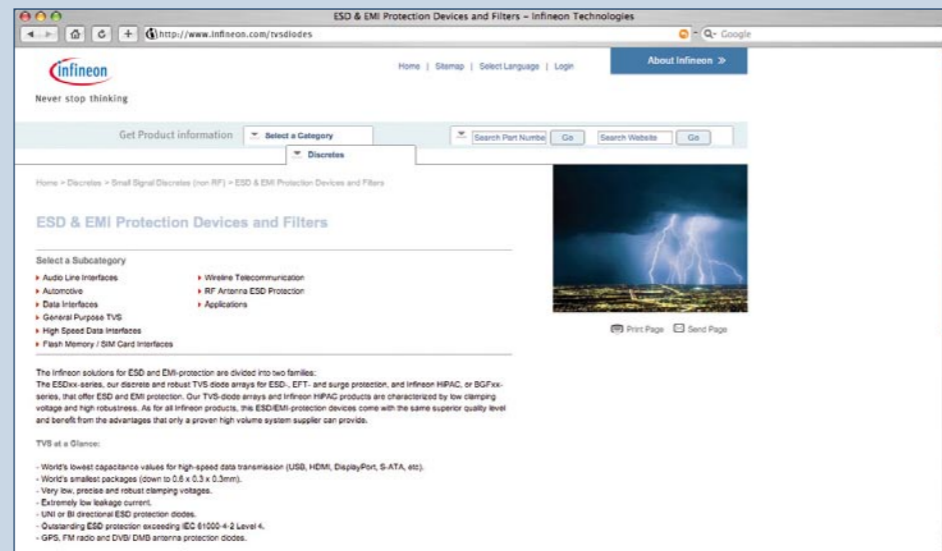 ESD & EMI Protection Devices and Filters – Infineon Technologies
http://www.infineon.com/tvsdiodes
Google
infineon
Never stop thinking
Home | Sitemap | Select Language | Login
About Infineon »
Get Product information
Select a Category
Search Part Numbe
Go
Search Website
Go
Discretes
Home > Discretes > Small Signal Discretes (non RF) > ESD & EMI Protection Devices and Filters
ESD & EMI Protection Devices and Filters
Select a Subcategory
Audio Line Interfaces
Automotive
Data Interfaces
General Purpose TVS
High Speed Data Interfaces
Flash Memory / SIM Card Interfaces
Wireline Telecommunication
RF Antenna ESD Protection
Applications
Print Page
Send Page
The Infineon solutions for ESD and EMI-protection are divided into two families:
The ESDxx-series, our discrete and robust TVS diode arrays for ESD-, EFT- and surge protection, and Infineon HiPAC, or BGFxx-
series, that offer ESD and EMI protection. Our TVS-diode arrays and Infineon HiPAC products are characterized by low clamping
voltage and high robustness. As for all Infineon products, this ESD/EMI-protection devices come with the same superior quality level
and benefit from the advantages that only a proven high volume system supplier can provide.
TVS at a Glance:
- World's lowest capacitance values for high-speed data transmission (USB, HDMI, DisplayPort, S-ATA, etc).
- World's smallest packages (down to 0.6 x 0.3 x 0.3mm).
- Very low, precise and robust clamping voltages.
- Extremely low leakage current.
- UNI or BI directional ESD protection diodes.
- Outstanding ESD protection exceeding IEC 61000-4-2 Level 4.
- GPS, FM radio and DVB/ DMB antenna protection diodes.